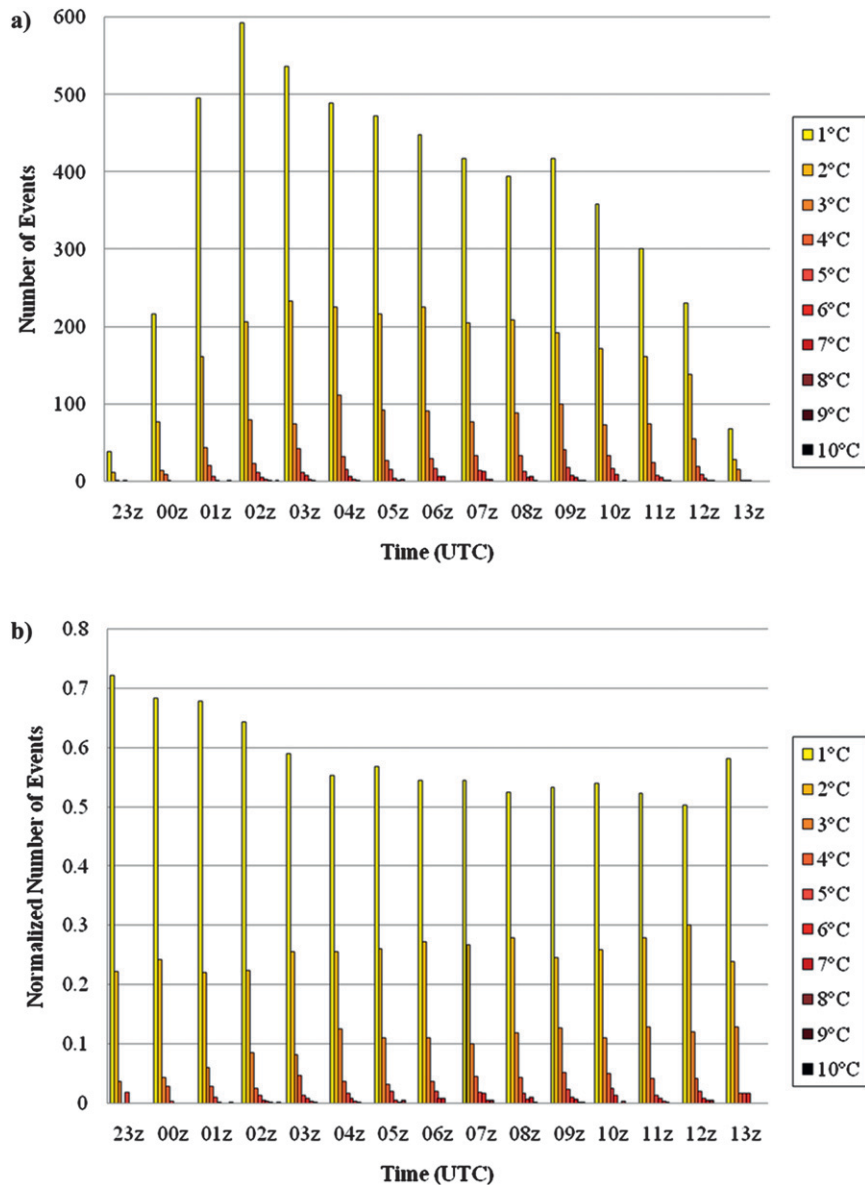 a)
600
500
400
300
200
100
0
Number of Events
23z 00z 01z 02z 03z 04z 05z 06z 07z 08z 09z 10z 11z 12z 13z
Time (UTC)
1°C
2°C
3°C
4°C
5°C
6°C
7°C
8°C
9°C
10°C
b)
0.8
0.7
0.6
0.5
0.4
0.3
0.2
0.1
0
Normalized Number of Events
23z 00z 01z 02z 03z 04z 05z 06z 07z 08z 09z 10z 11z 12z 13z
Time (UTC)
1°C
2°C
3°C
4°C
5°C
6°C
7°C
8°C
9°C
10°C